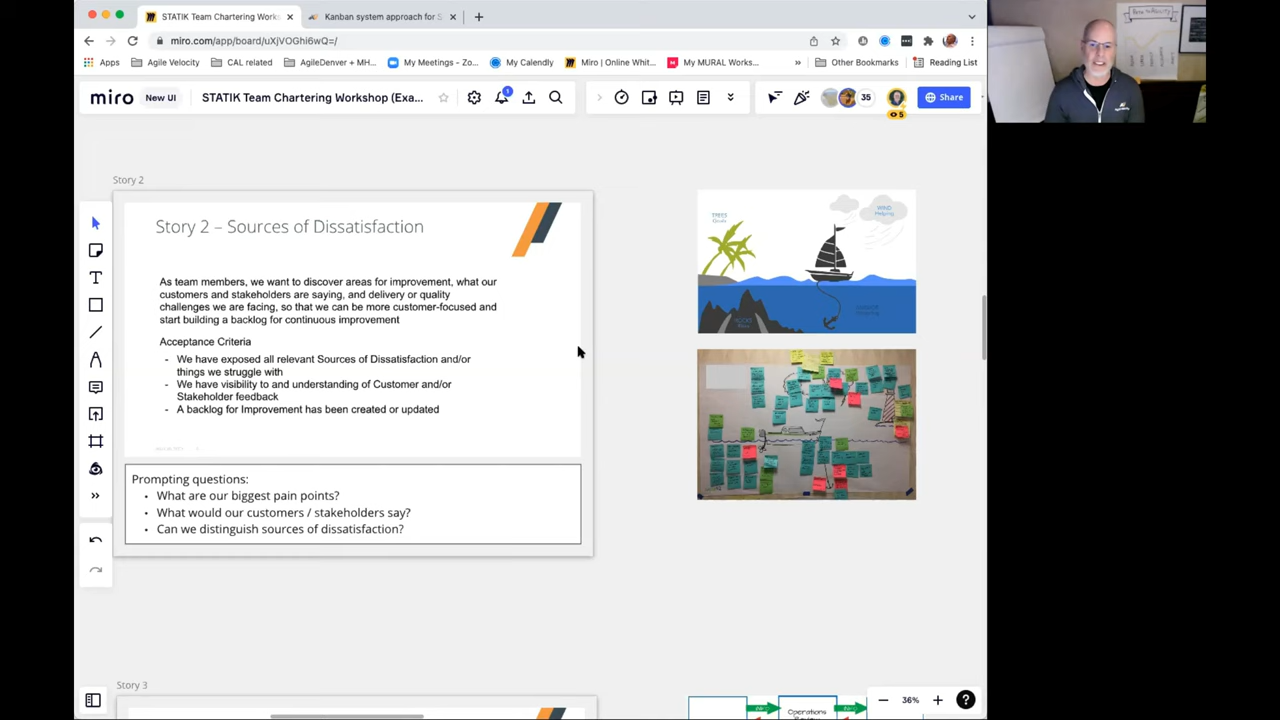 STATIK Team Chartering Works
Kanban system approach for S
miro.com/app/board/uXjVOGhi6wQ=/
Apps
Agile Velocity
CAL related
AgileDenver + MH...
My Meetings - Zo...
My Calendly
Miro | Online Whit...
My MURAL Works...
Other Bookmarks
Reading List
miro
New UI
STATIK Team Chartering Workshop (Exa...
1
35
5
Share
Story 2
Story 2 – Sources of Dissatisfaction
As team members, we want to discover areas for improvement, what our
customers and stakeholders are saying, and delivery or quality
challenges we are facing, so that we can be more customer-focused and
start building a backlog for continuous improvement
Acceptance Criteria
- We have exposed all relevant Sources of Dissatisfaction and/or
things we struggle with
- We have visibility to and understanding of Customer and/or
Stakeholder feedback
- A backlog for Improvement has been created or updated
Prompting questions:
• What are our biggest pain points?
• What would our customers / stakeholders say?
• Can we distinguish sources of dissatisfaction?
TREES
WIND
Helping
Story 3
Operations
36%